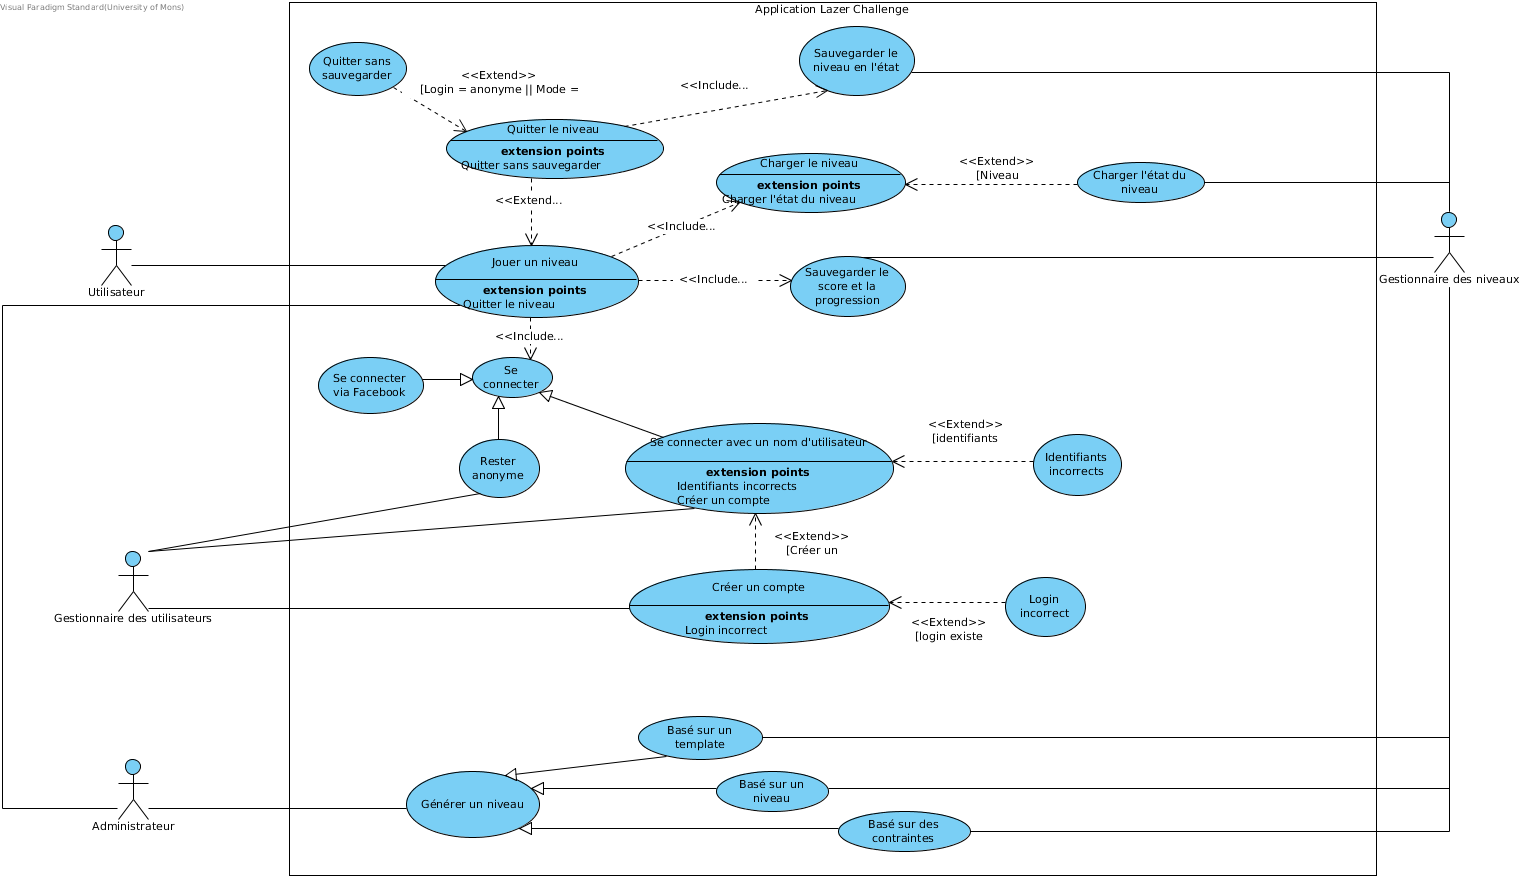 Visual Paradigm Standard(University of Mons)
Application Lazer Challenge
Quitter sans
sauvegarder
<<Extend>>
[Login = anonyme || Mode =
<<Include...
Sauvegarder le
niveau en l'état
Quitter le niveau
extension points
Quitter sans sauvegarder
Charger le niveau
extension points
Charger l'état du niveau
<<Extend>>
[Niveau
Charger l'état du
niveau
<<Extend...
<<Include...
Utilisateur
Jouer un niveau
extension points
Quitter le niveau
<<Include...
Sauvegarder le
score et la
progression
Gestionnaire des niveaux
<<Include...
Se connecter
via Facebook
Se
connecter
Rester
anonyme
Se connecter avec un nom d'utilisateur
extension points
Identifiants incorrects
Créer un compte
<<Extend>>
[identifiants
Identifiants
incorrects
<<Extend>>
[Créer un
Gestionnaire des utilisateurs
Créer un compte
extension points
Login incorrect
<<Extend>>
[login existe
Login
incorrect
Basé sur un
template
Basé sur un
niveau
Basé sur des
contraintes
Générer un niveau
Administrateur